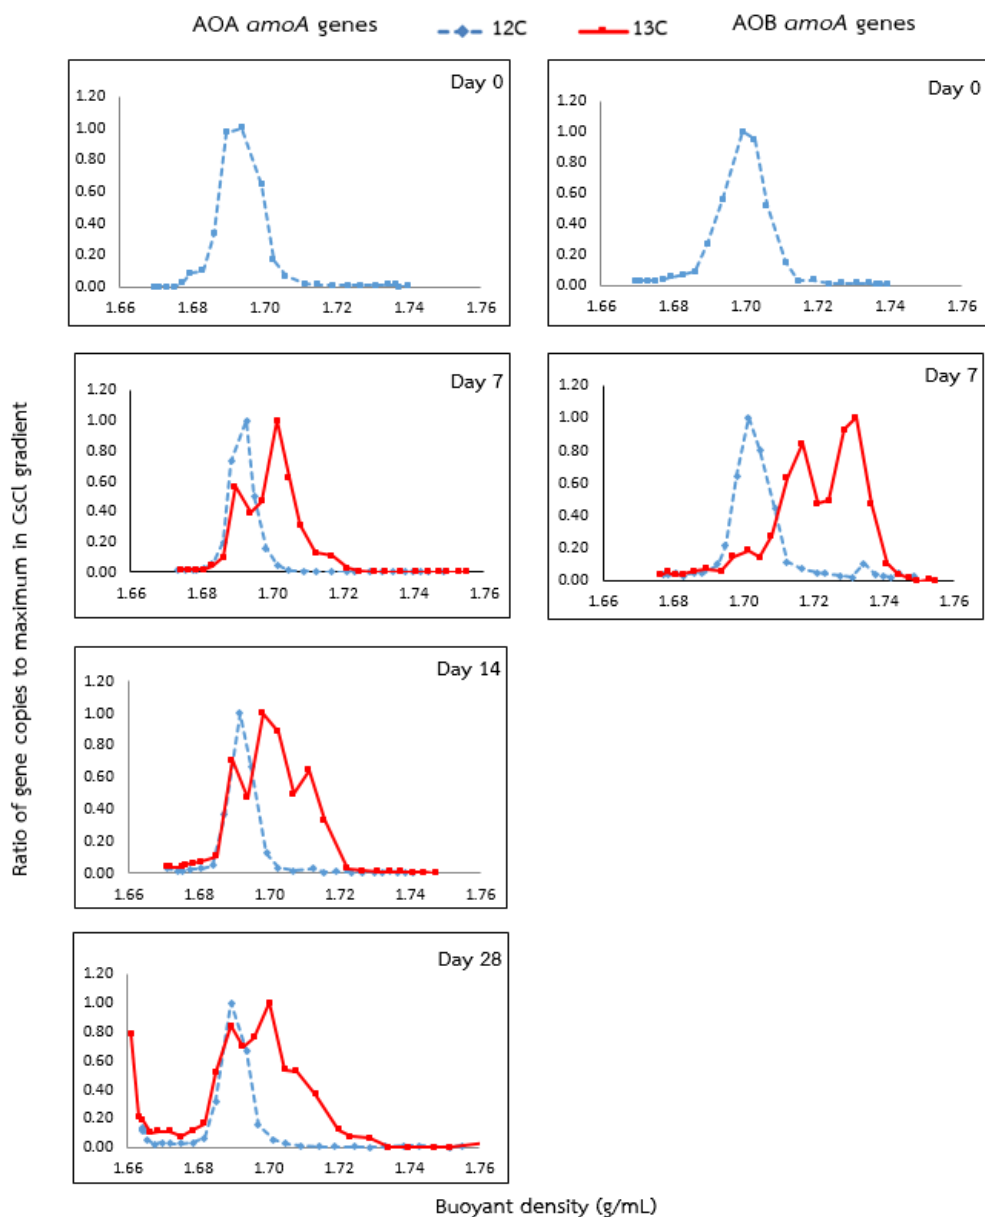 AOA amoA genes 12C 13C AOB amoA genes
Day 0
1.20
1.00
0.80
0.60
0.40
0.20
0.00
1.66 1.68 1.70 1.72 1.74 1.76
Day 0
1.20
1.00
0.80
0.60
0.40
0.20
0.00
1.66 1.68 1.70 1.72 1.74 1.76
Day 7
1.20
1.00
0.80
0.60
0.40
0.20
0.00
1.66 1.68 1.70 1.72 1.74 1.76
Day 7
1.20
1.00
0.80
0.60
0.40
0.20
0.00
1.66 1.68 1.70 1.72 1.74 1.76
Ratio of gene copies to maximum in CsCl gradient
Day 14
1.20
1.00
0.80
0.60
0.40
0.20
0.00
1.66 1.68 1.70 1.72 1.74 1.76
Day 28
1.20
1.00
0.80
0.60
0.40
0.20
0.00
1.66 1.68 1.70 1.72 1.74 1.76
Buoyant density (g/mL)